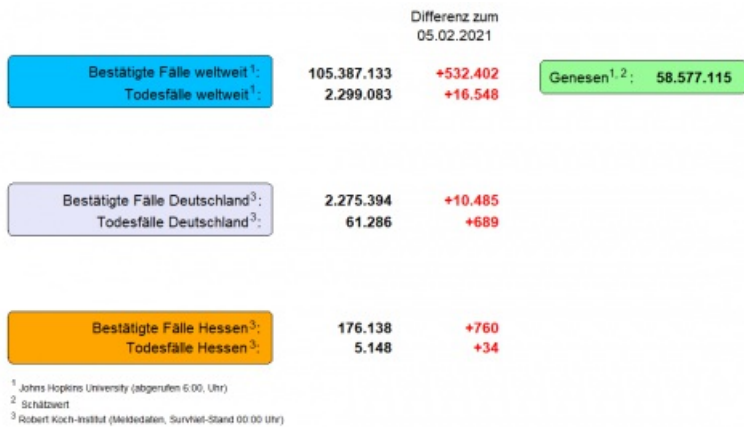 Differenz zum
05.02.2021
Bestätigte Fälle weltweit¹: 105.387.133 +532.402 Genesen¹,²: 58.577.115
Todesfälle weltweit¹: 2.299.083 +16.548
Bestätigte Fälle Deutschland³: 2.275.394 +10.485
Todesfälle Deutschland³: 61.286 +689
Bestätigte Fälle Hessen³: 176.138 +760
Todesfälle Hessen³: 5.148 +34
¹ Johns Hopkins University (abgerufen 6:00, Uhr)
² Schätzwert
³ Robert Koch-Institut (Meldedaten, SurvNet-Stand 00:00 Uhr)